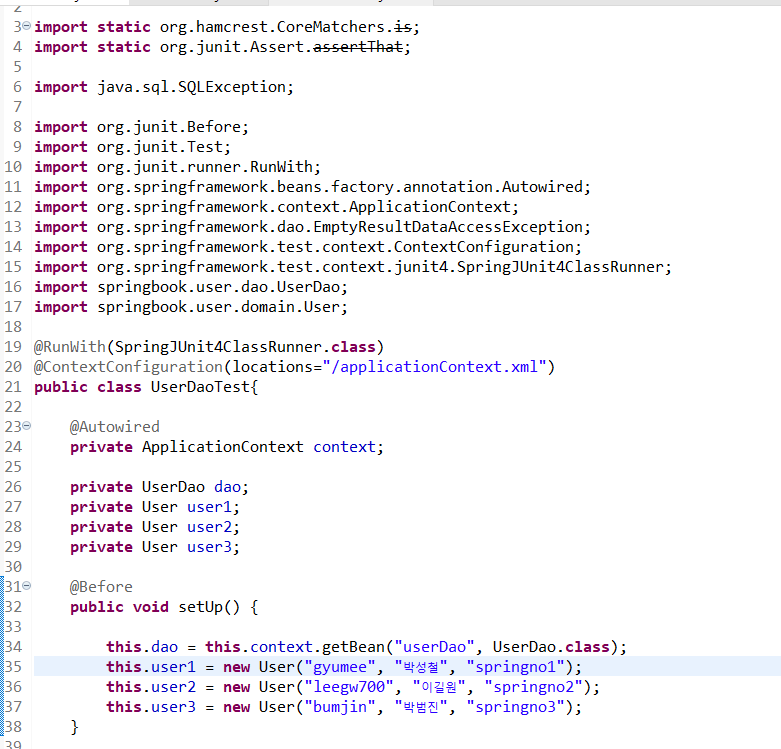 2
3 import static org.hamcrest.CoreMatchers.is;
4 import static org.junit.Assert.assertThat;
5
6 import java.sql.SQLException;
7
8 import org.junit.Before;
9 import org.junit.Test;
10 import org.junit.runner.RunWith;
11 import org.springframework.beans.factory.annotation.Autowired;
12 import org.springframework.context.ApplicationContext;
13 import org.springframework.dao.EmptyResultDataAccessException;
14 import org.springframework.test.context.ContextConfiguration;
15 import org.springframework.test.context.junit4.SpringJUnit4ClassRunner;
16 import springbook.user.dao.UserDao;
17 import springbook.user.domain.User;
18
19 @RunWith(SpringJUnit4ClassRunner.class)
20 @ContextConfiguration(locations="/applicationContext.xml")
21 public class UserDaoTest{
22
23     @Autowired
24     private ApplicationContext context;
25
26     private UserDao dao;
27     private User user1;
28     private User user2;
29     private User user3;
30
31     @Before
32     public void setUp() {
33
34         this.dao = this.context.getBean("userDao", UserDao.class);
35         this.user1 = new User("gyumee", "박성철", "springno1");
36         this.user2 = new User("leegw700", "이길원", "springno2");
37         this.user3 = new User("bumjin", "박범진", "springno3");
38     }
39